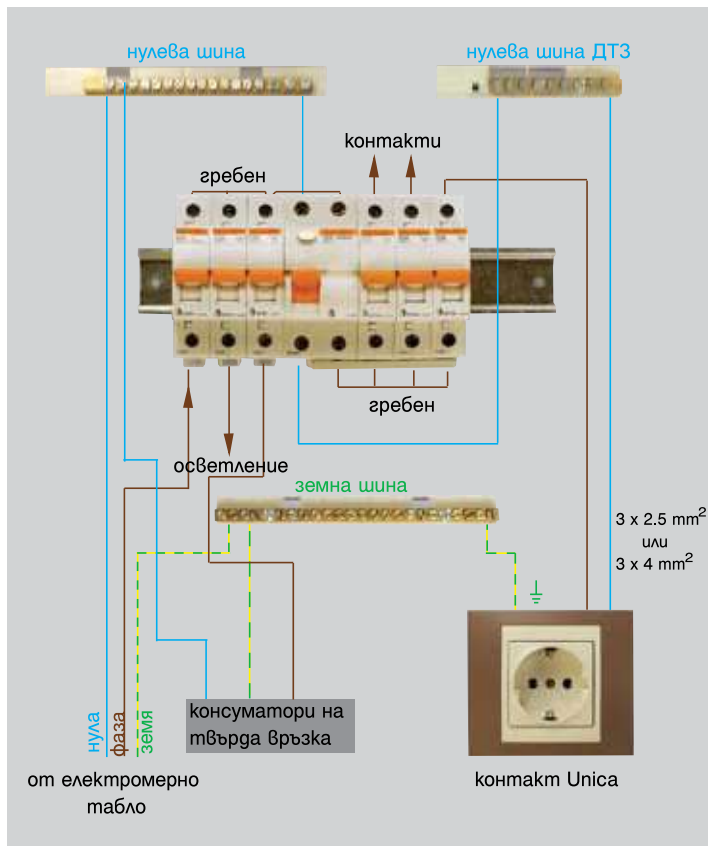 нулева шина
нулева шина ДТЗ
контакти
гребен
гребен
осветление
земна шина
3 x 2.5 mm²
или
3 x 4 mm²
нула
фаза
земя
консуматори на
твърда връзка
от електромерно
табло
контакт Unica